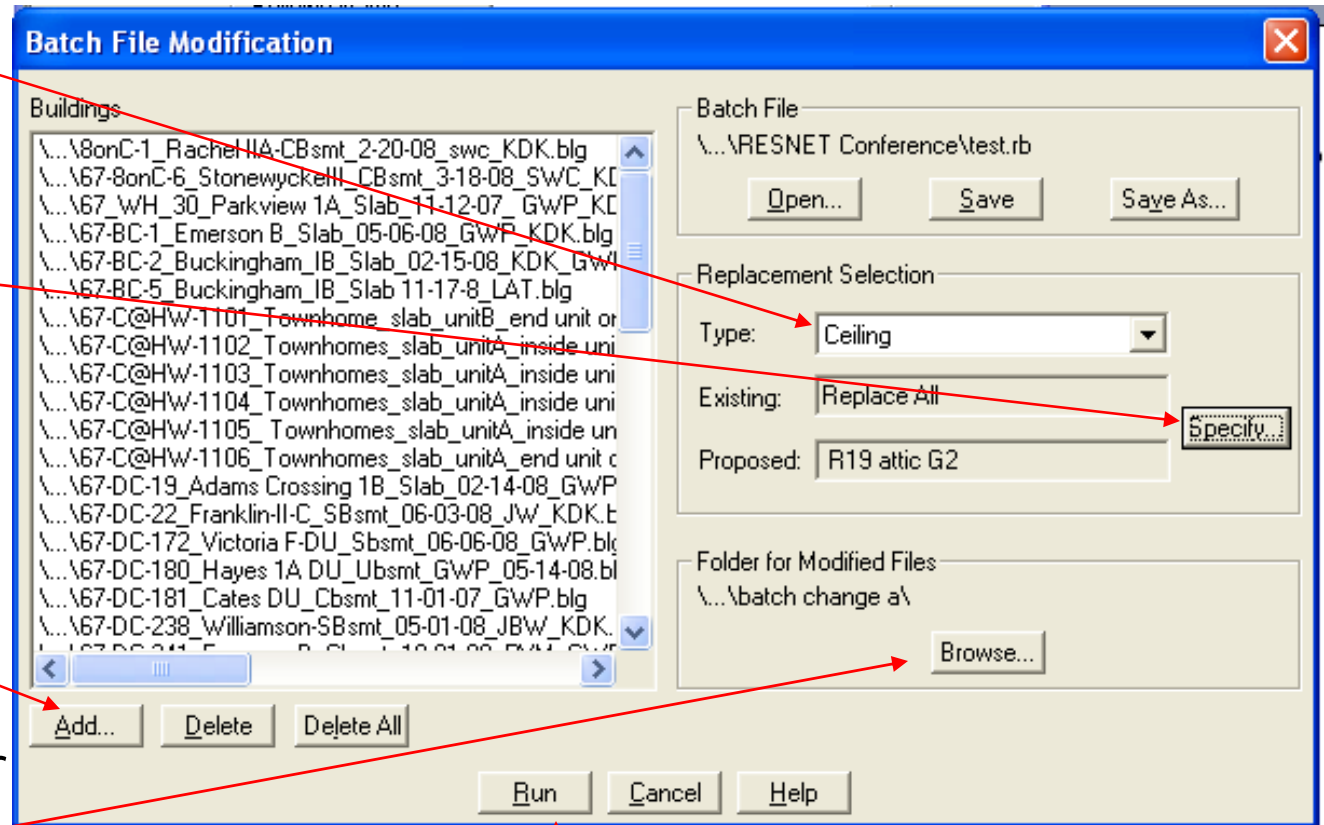 Batch File Modification
Buildings
\...\8onC-1_RachelIIA-CBsmt_2-20-08_swc_KDK.blg
\...\67-8onC-6_StonewyckeIII_CBsmt_3-18-08_SWC_KD
\...\67_WH_30_Parkview 1A_Slab_11-12-07_ GWP_KD
\...\67-BC-1_Emerson B_Slab_05-06-08_GWP_KDK.blg
\...\67-BC-2_Buckingham_IB_Slab_02-15-08_KDK_GWI
\...\67-BC-5_Buckingham_IB_Slab 11-17-8_LAT.blg
\...\67-C@HW-1101_Townhome_slab_unitB_end unit or
\...\67-C@HW-1102_Townhomes_slab_unitA_inside uni
\...\67-C@HW-1103_Townhomes_slab_unitA_inside uni
\...\67-C@HW-1104_Townhomes_slab_unitA_inside uni
\...\67-C@HW-1105_ Townhomes_slab_unitA_inside un
\...\67-C@HW-1106_Townhomes_slab_unitA_end unit o
\...\67-DC-19_Adams Crossing 1B_Slab_02-14-08_GWP
\...\67-DC-22_Franklin-II-C_SBsmt_06-03-08_JW_KDK.b
\...\67-DC-172_Victoria F-DU_Sbsmt_06-06-08_GWP.blg
\...\67-DC-180_Hayes 1A DU_Ubsmt_GWP_05-14-08.bl
\...\67-DC-181_Cates DU_Cbsmt_11-01-07_GWP.blg
\...\67-DC-238_Williamson-SBsmt_05-01-08_JBW_KDK.
Add...
Delete
Delete All
Batch File
\...\RESNET Conference\test.rb
Open...
Save
Save As...
Replacement Selection
Type:
Ceiling
Existing:
Replace All
Specify...
Proposed:
R19 attic G2
Folder for Modified Files
\...\batch change a\
Browse...
Run
Cancel
Help